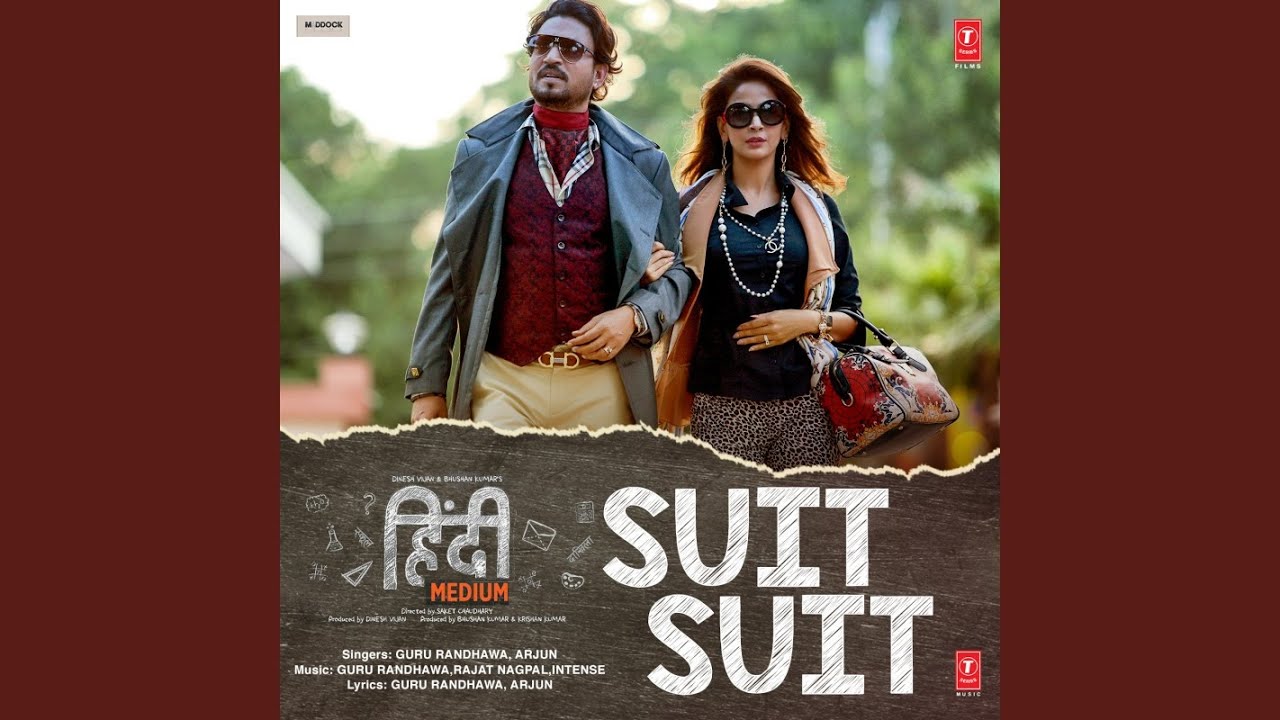 MADDOCK
T
SERIES
FILMS
DINESH VIJAN & BHUSHAN KUMAR'S
हिंदी
MEDIUM
Directed by SAKET CHAUDHARY
Produced by DINESH VIJAN Produced by BHUSHAN KUMAR & KRISHAN KUMAR
SUIT
SUIT
Singers: GURU RANDHAWA, ARJUN
Music: GURU RANDHAWA,RAJAT NAGPAL,INTENSE
Lyrics: GURU RANDHAWA, ARJUN
T
SERIES
MUSIC